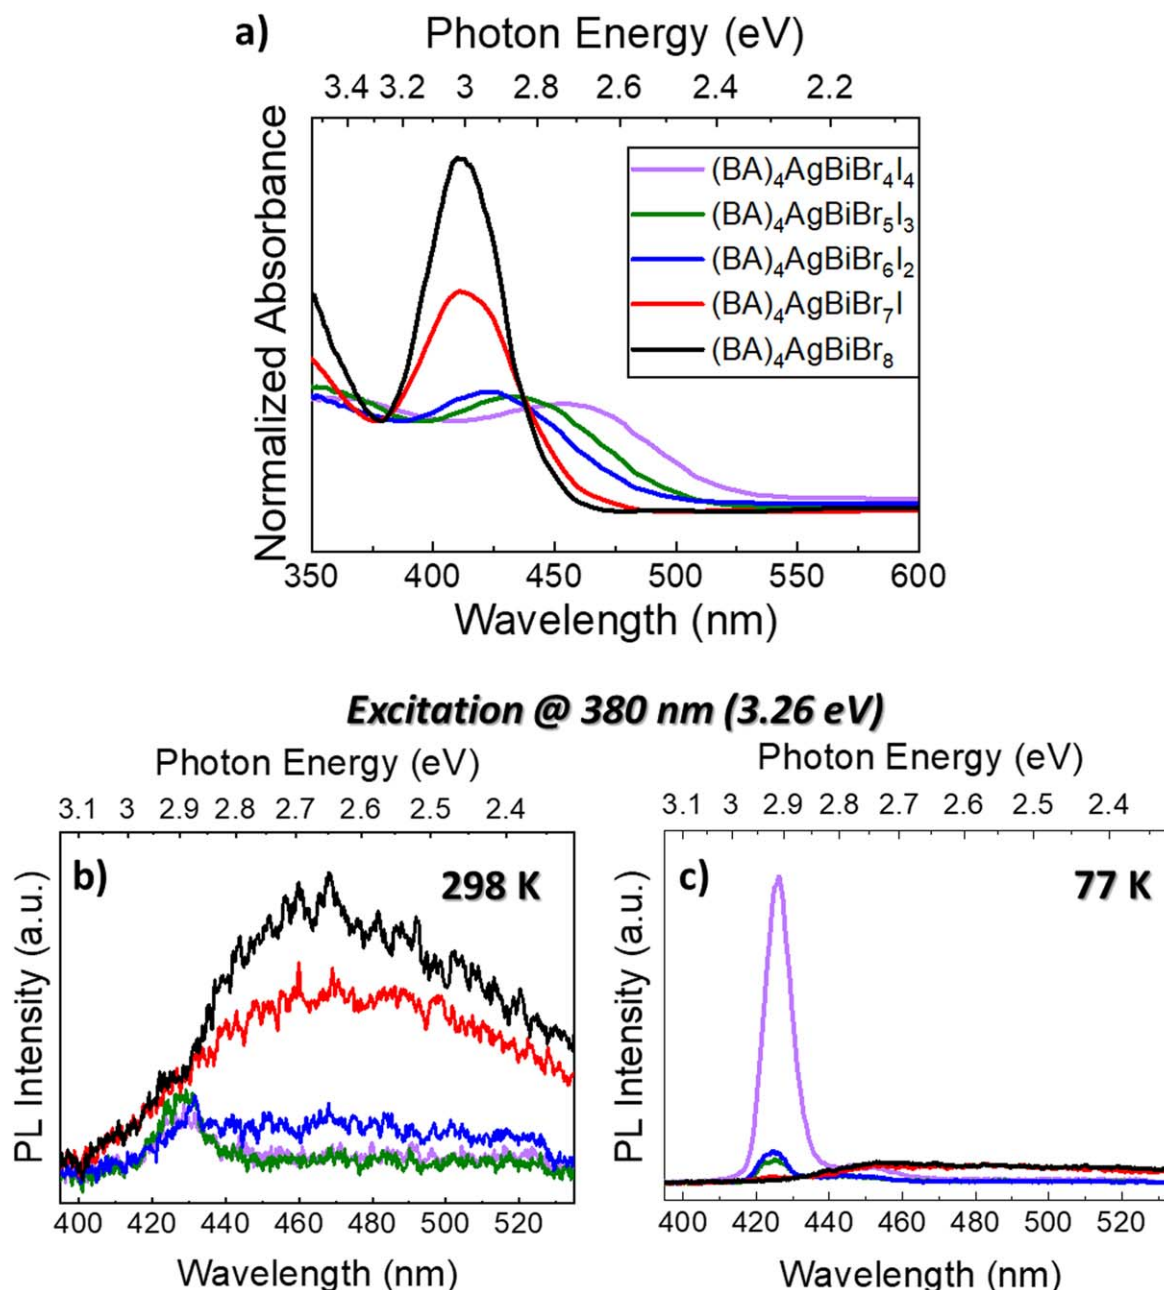 a)
Photon Energy (eV)
3.4 3.2 3 2.8 2.6 2.4 2.2
Normalized Absorbance
(BA)₄AgBiBr₄I₄
(BA)₄AgBiBr₅I₃
(BA)₄AgBiBr₆I₂
(BA)₄AgBiBr₇I
(BA)₄AgBiBr₈
350 400 450 500 550 600
Wavelength (nm)
Excitation @ 380 nm (3.26 eV)
Photon Energy (eV)
3.1 3 2.9 2.8 2.7 2.6 2.5 2.4
b)
298 K
PL Intensity (a.u.)
400 420 440 460 480 500 520
Wavelength (nm)
Photon Energy (eV)
3.1 3 2.9 2.8 2.7 2.6 2.5 2.4
c)
77 K
PL Intensity (a.u.)
400 420 440 460 480 500 520
Wavelength (nm)